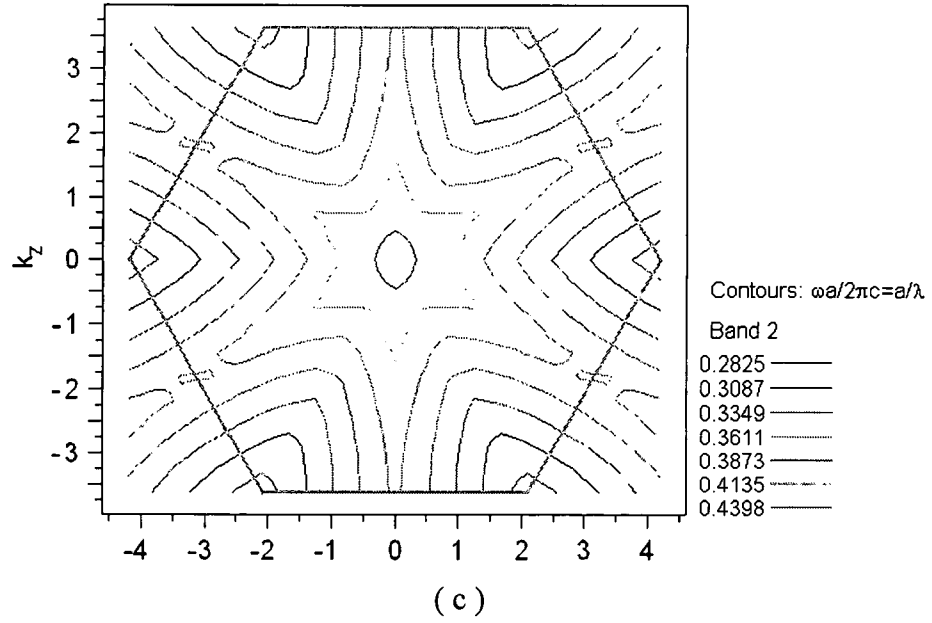 3
2
1
0
-1
-2
-3
k_z
-4 -3 -2 -1 0 1 2 3 4
Contours: ωa/2πc=a/λ
Band 2
0.2825
0.3087
0.3349
0.3611
0.3873
0.4135
0.4398
( c )